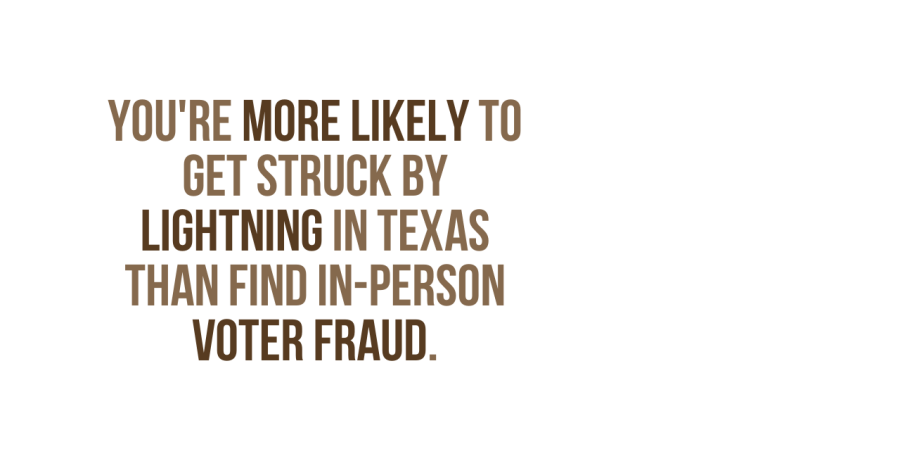 YOU'RE MORE LIKELY TO
GET STRUCK BY
LIGHTNING IN TEXAS
THAN FIND IN-PERSON
VOTER FRAUD.